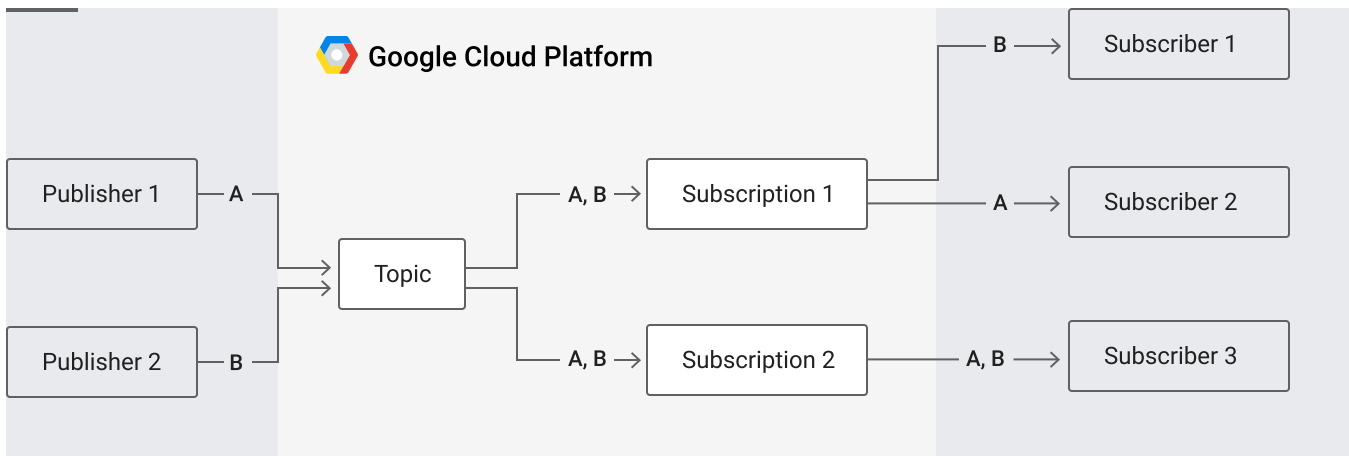 Google Cloud Platform
B
Subscriber 1
Publisher 1
A
A, B
Subscription 1
A
Subscriber 2
Topic
Publisher 2
B
A, B
Subscription 2
A, B
Subscriber 3